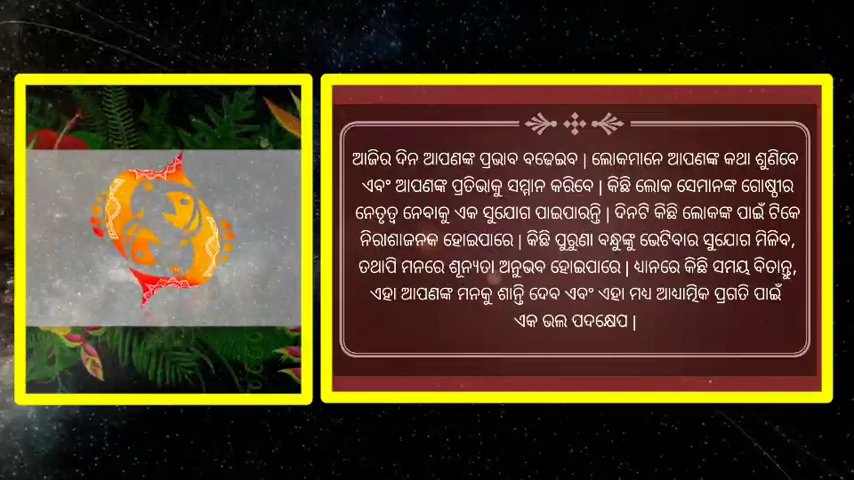 ଆଜିର ଦିନ ଆପଣଙ୍କ ପ୍ରଭାବ ବଢେଇବ | ଲୋକମାନେ ଆପଣଙ୍କ କଥା ଶୁଣିବେ
ଏବଂ ଆପଣଙ୍କ ପ୍ରତିଭାକୁ ସମ୍ମାନ କରିବେ | କିଛି ଲୋକ ସେମାନଙ୍କ ଗୋଷ୍ଠୀର
ନେତୃତ୍ୱ ନେବାକୁ ଏକ ସୁଯୋଗ ପାଇପାରନ୍ତି | ଦିନଟି କିଛି ଲୋକଙ୍କ ପାଇଁ ଟିକେ
ନିରାଶାଜନକ ହୋଇପାରେ | କିଛି ପୁରୁଣା ବନ୍ଧୁଙ୍କୁ ଭେଟିବାର ସୁଯୋଗ ମିଳିବ,
ତଥାପି ମନରେ ଶୂନ୍ୟତା ଅନୁଭବ ହୋଇପାରେ | ଧ୍ୟାନରେ କିଛି ସମୟ ବିତାନ୍ତୁ,
ଏହା ଆପଣଙ୍କ ମନକୁ ଶାନ୍ତି ଦେବ ଏବଂ ଏହା ମଧ୍ୟ ଆଧ୍ୟାତ୍ମିକ ପ୍ରଗତି ପାଇଁ
ଏକ ଭଲ ପଦକ୍ଷେପ |